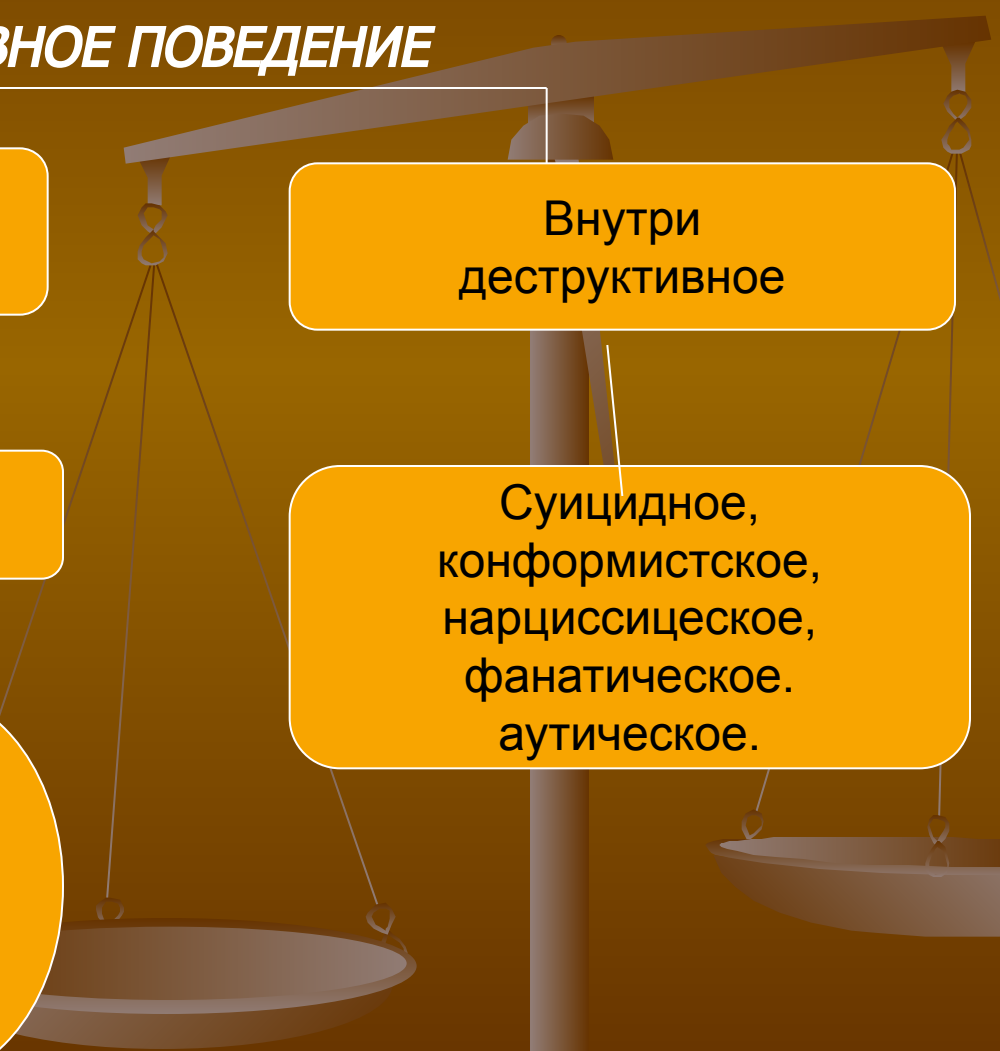 ВНОЕ ПОВЕДЕНИЕ
Внутри
деструктивное
Суицидное,
конформистское,
нарциссицеское,
фанатическое.
аутическое.